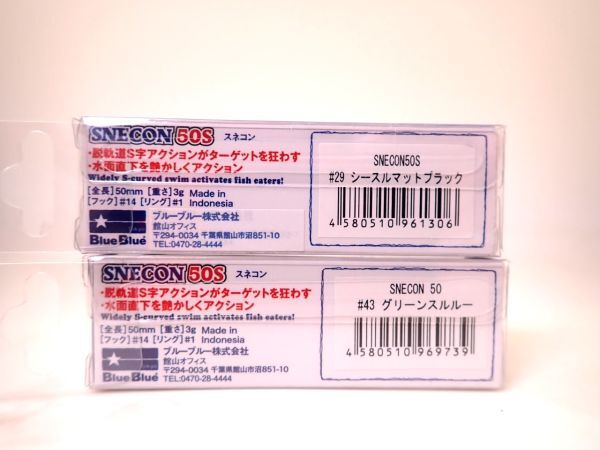 SNECON 50S スネコン
・脱軌道S字アクションがターゲットを狂わす
・水面直下を艶かしくアクション
Widely S-curved swim activates fish eaters!
[全長]50mm [重さ]3g Made in
[フック]#14 [リング]#1 Indonesia
BlueBlue
ブルーブルー株式会社
館山オフィス
〒294-0034 千葉県館山市沼851-10
TEL:0470-28-4444
SNECON50S
#29 シースルマットブラック
4 580510 961306
SNECON 50S スネコン
・脱軌道S字アクションがターゲットを狂わす
・水面直下を艶かしくアクション
Widely S-curved swim activates fish eaters!
[全長]50mm [重さ]3g Made in
[フック]#14 [リング]#1 Indonesia
BlueBlue
ブルーブルー株式会社
館山オフィス
〒294-0034 千葉県館山市沼851-10
TEL:0470-28-4444
SNECON 50
#43 グリーンスルルー
4 580510 969739